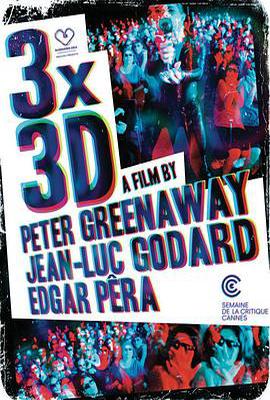 3x
3D
A FILM BY
PETER GREENAWAY
JEAN-LUC GODARD
EDGAR PÊRA
SEMAINE
DE LA CRITIQUE
CANNES